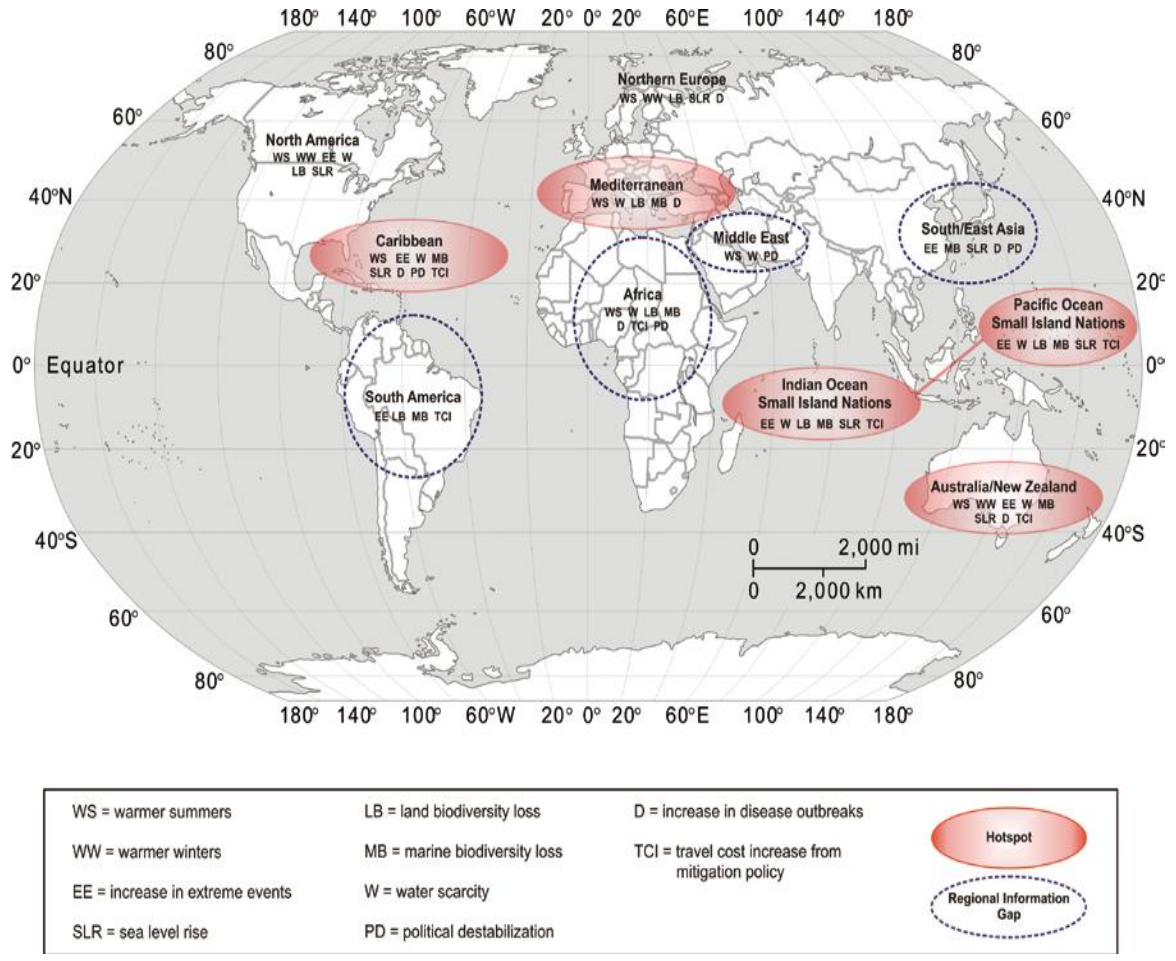 180° 140° 100° 60°W 20° 0° 20° 60°E 100° 140° 180°
80° 80°
Northern Europe
WS WW LB SLR D
60° 60°
North America
WS WW EE W
LB SLR
40°N 40°N
Mediterranean
WS W LB MB D
South/East Asia
EE MB SLR D PD
Middle East
WS W PD
Caribbean
WS EE W MB
SLR D PD TCI
20° 20°
Africa
WS W LB MB
D TCI PD
Pacific Ocean
Small Island Nations
EE W LB MB SLR TCI
0° 0°
Equator
Indian Ocean
Small Island Nations
EE W LB MB SLR TCI
South America
EE LB MB TCI
20° 20°
Australia/New Zealand
WS WW EE W MB
SLR D TCI
40°S 40°S
0 2,000 mi
0 2,000 km
60° 60°
80° 80°
180° 140° 100° 60°W 20° 0° 20° 60°E 100° 140° 180°
WS = warmer summers
WW = warmer winters
EE = increase in extreme events
SLR = sea level rise
LB = land biodiversity loss
MB = marine biodiversity loss
W = water scarcity
PD = political destabilization
D = increase in disease outbreaks
TCI = travel cost increase from
mitigation policy
Hotspot
Regional Information
Gap